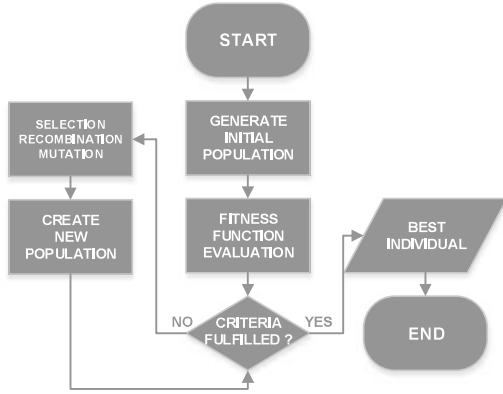 START
GENERATE
INITIAL
POPULATION
SELECTION
RECOMBINATION
MUTATION
CREATE
NEW
POPULATION
FITNESS
FUNCTION
EVALUATION
BEST
INDIVIDUAL
NO
CRITERIA
FULFILLED ?
YES
END